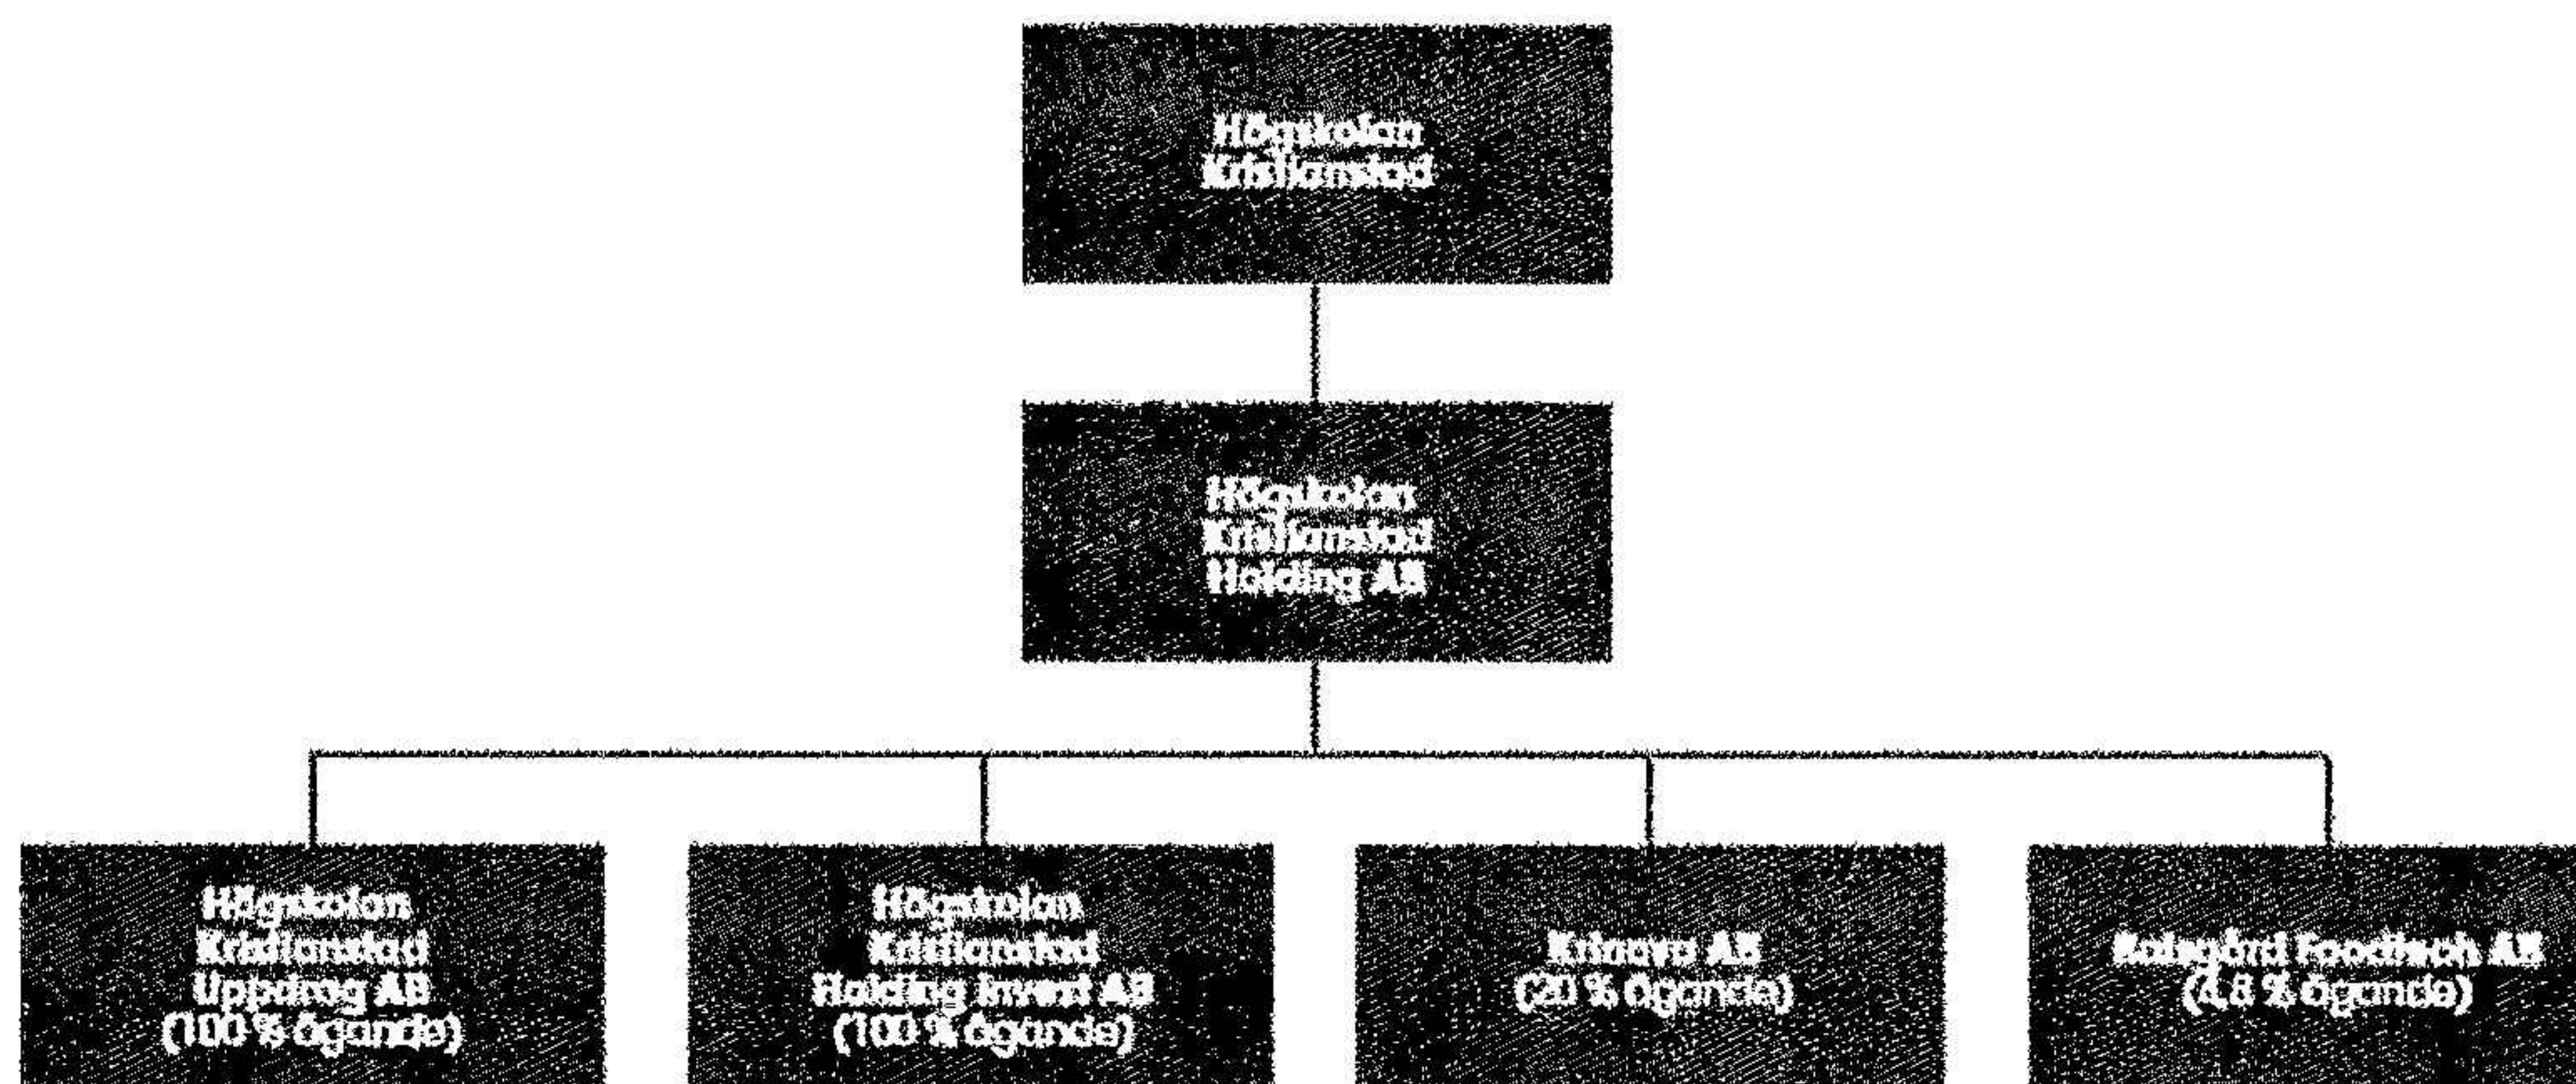 Högskolan
Kristianstad
Högskolan
Kristianstad
Holding AB
Högskolan
Kristianstad
Uppdrag AB
(100 % ägande)
Högskolan
Kristianstad
Holding Invest AB
(100 % ägande)
Krinova AB
(20 % ägande)
Balsgård Foodtech AB
(4,8 % ägande)